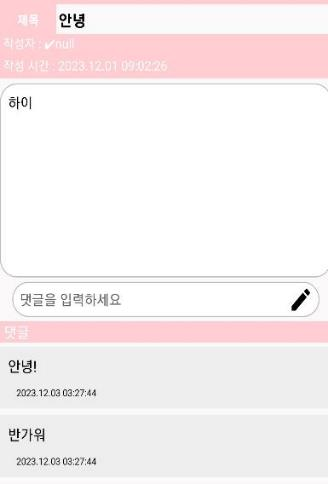 제목 안녕
작성자 : ✔null
작성 시간 : 2023.12.01 09:02:26
하이
댓글을 입력하세요
댓글
안녕!
2023.12.03 03:27:44
반가워
2023.12.03 03:27:44